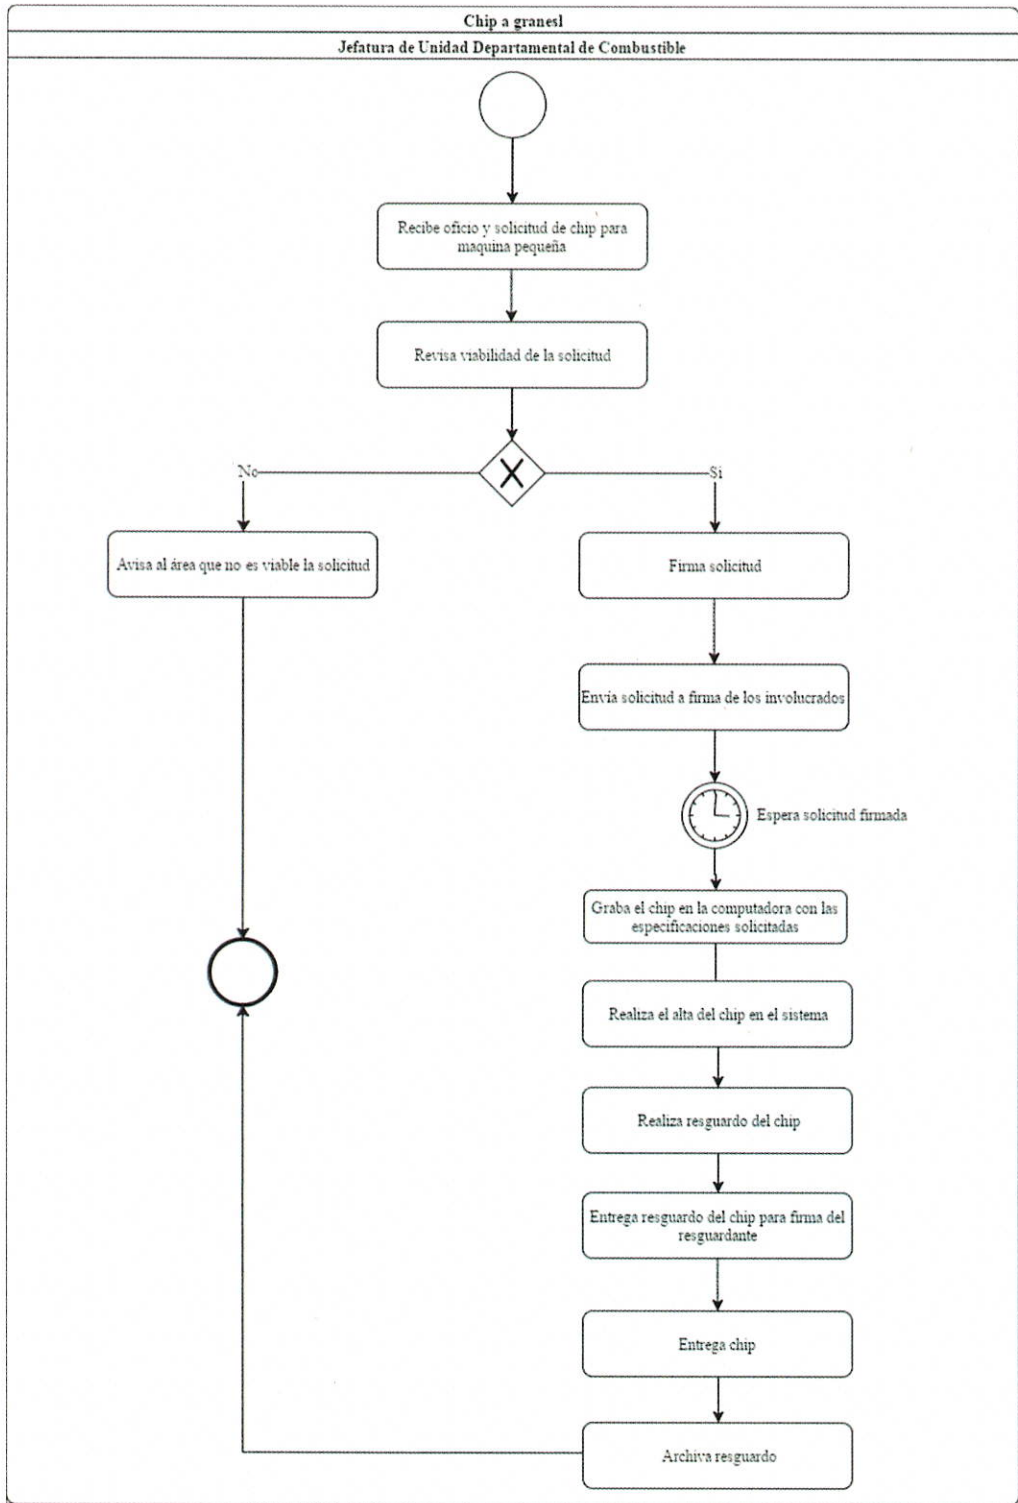 Chip a granesl
Jefatura de Unidad Departamental de Combustible
Recibe oficio y solicitud de chip para
maquina pequeña
Revisa viabilidad de la solicitud
No
Si
Avisa al área que no es viable la solicitud
Firma solicitud
Envía solicitud a firma de los involucrados
Espera solicitud firmada
Graba el chip en la computadora con las
especificaciones solicitadas
Realiza el alta del chip en el sistema
Realiza resguardo del chip
Entrega resguardo del chip para firma del
resguardante
Entrega chip
Archiva resguardo